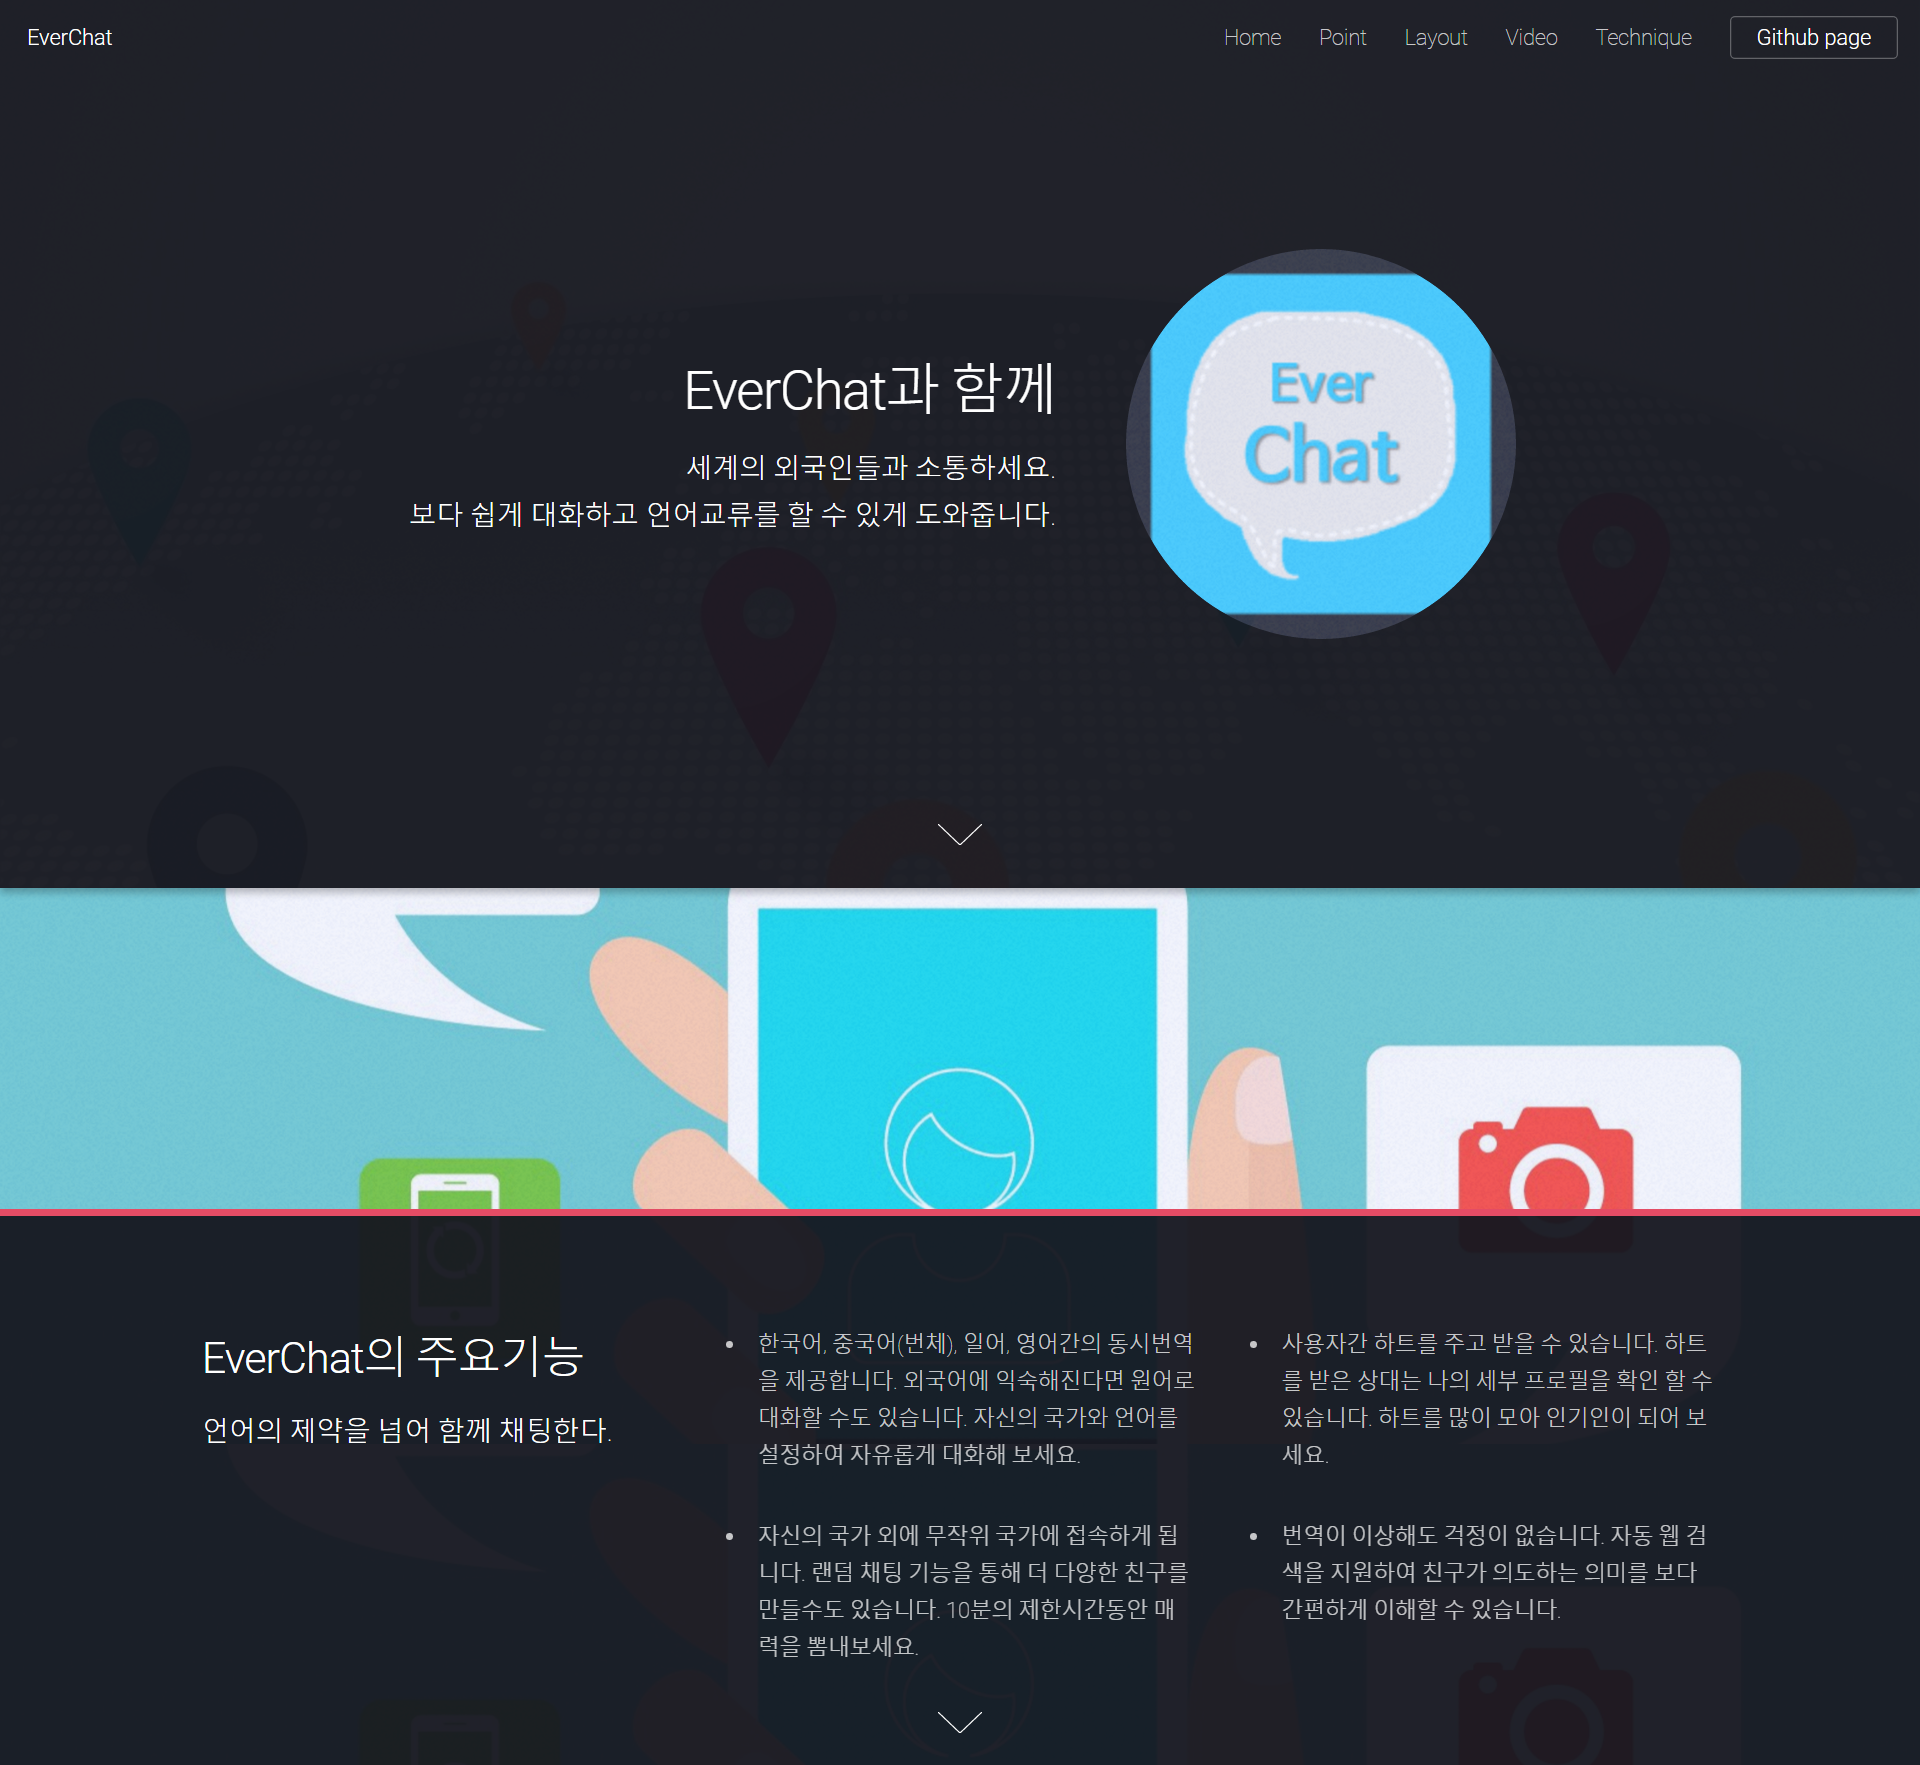 EverChat
Home Point Layout Video Technique Github page
EverChat과 함께
세계의 외국인들과 소통하세요.
보다 쉽게 대화하고 언어교류를 할 수 있게 도와줍니다.
Ever
Chat
EverChat의 주요기능
언어의 제약을 넘어 함께 채팅한다.
한국어, 중국어(번체), 일어, 영어간의 동시번역
을 제공합니다. 외국어에 익숙해진다면 원어로
대화할 수도 있습니다. 자신의 국가와 언어를
설정하여 자유롭게 대화해 보세요.
사용자간 하트를 주고 받을 수 있습니다. 하트
를 받은 상대는 나의 세부 프로필을 확인 할 수
있습니다. 하트를 많이 모아 인기인이 되어 보
세요.
자신의 국가 외에 무작위 국가에 접속하게 됩
니다. 랜덤 채팅 기능을 통해 더 다양한 친구를
만들수도 있습니다. 10분의 제한시간동안 매
력을 뽐내보세요.
번역이 이상해도 걱정이 없습니다. 자동 웹 검
색을 지원하여 친구가 의도하는 의미를 보다
간편하게 이해할 수 있습니다.